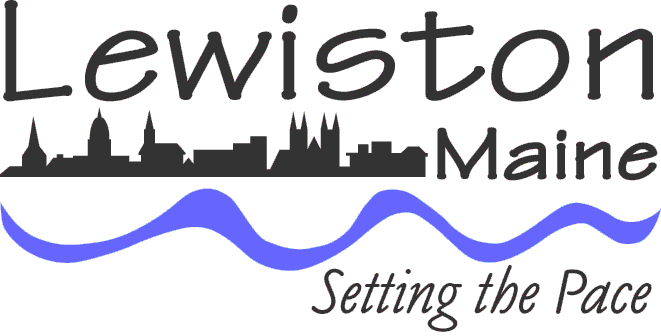 Lewiston
Maine
Setting the Pace